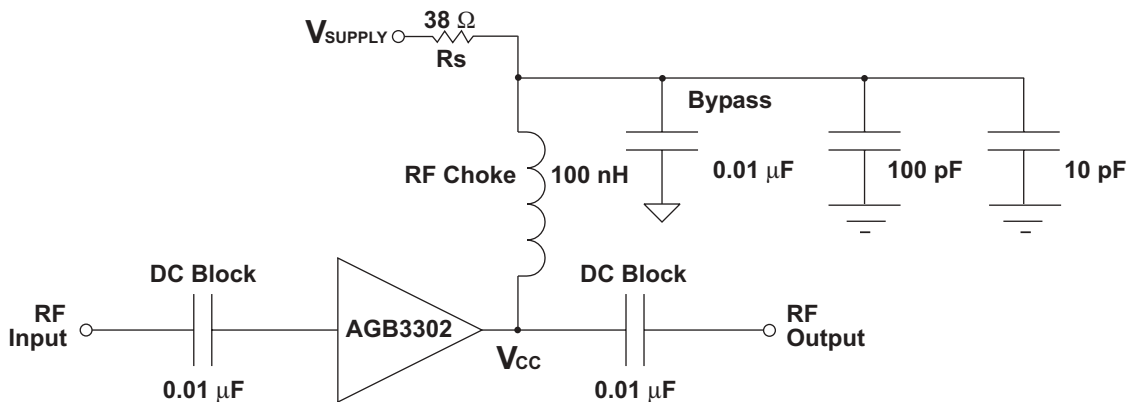 38 Ω
VSUPPLY
Rs
Bypass
RF Choke
100 nH
0.01 μF
100 pF
10 pF
DC Block
DC Block
RF
Input
AGB3302
RF
Output
VCC
0.01 μF
0.01 μF